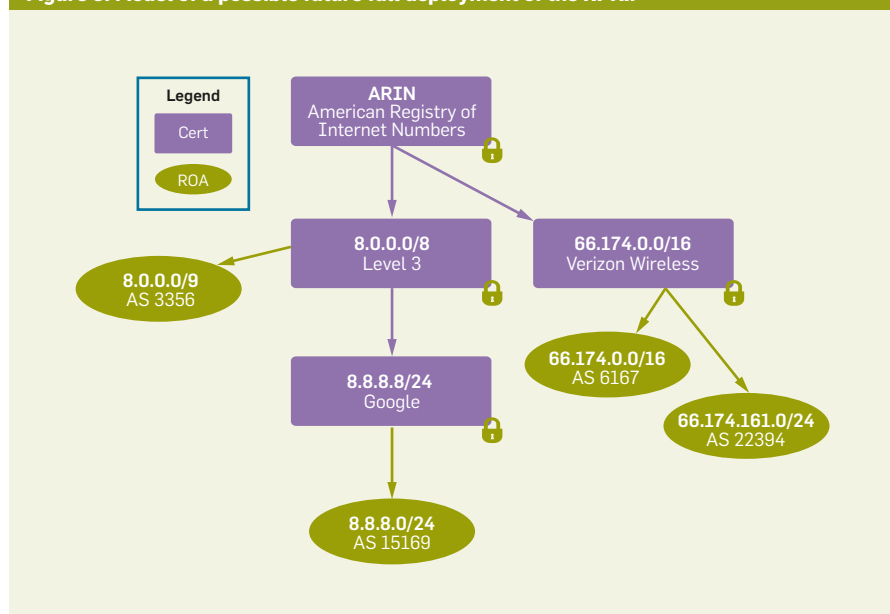 Legend
Cert
ROA
ARIN
American Registry of
Internet Numbers
8.0.0.0/8
Level 3
66.174.0.0/16
Verizon Wireless
8.0.0.0/9
AS 3356
8.8.8.8/24
Google
66.174.0.0/16
AS 6167
66.174.161.0/24
AS 22394
8.8.8.0/24
AS 15169